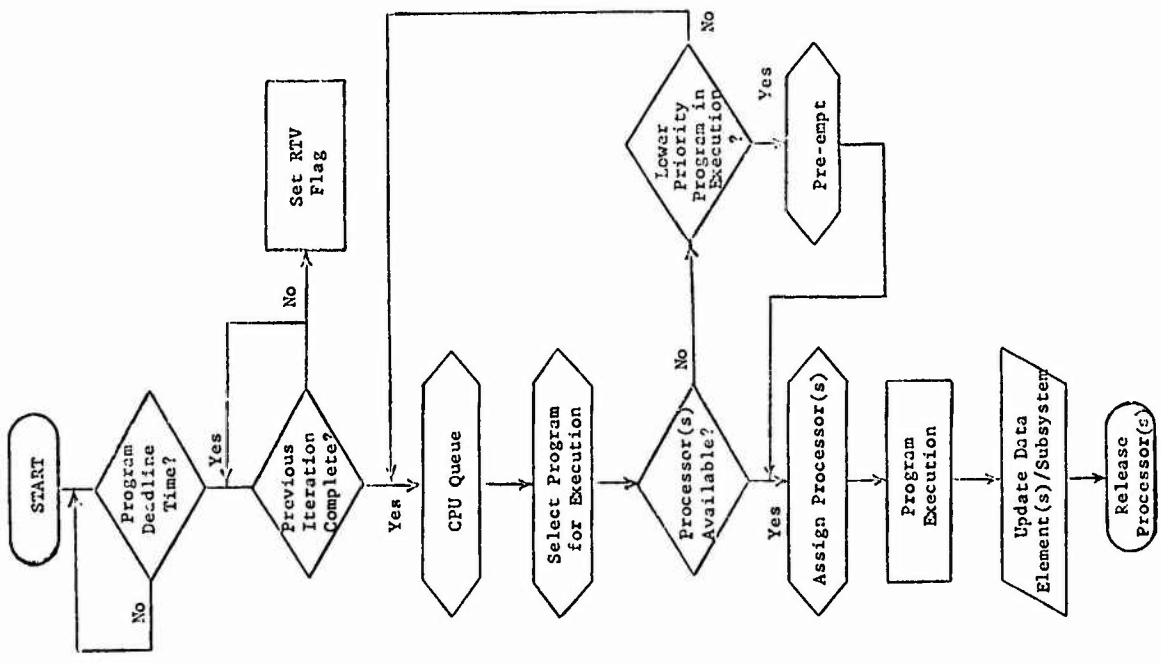 START
Program
Deadline
Time?
No
Yes
Previous
Iteration
Complete?
No
Set RTV
Flag
Yes
CPU Queue
Select Program
for Execution
Processor(s)
Available?
No
Lower
Priority
Program in
Execution
?
No
Yes
Pre-empt
Yes
Assign Processor(s)
Program
Execution
Update Data
Element(s)/Subsystem
Release
Processor(s)